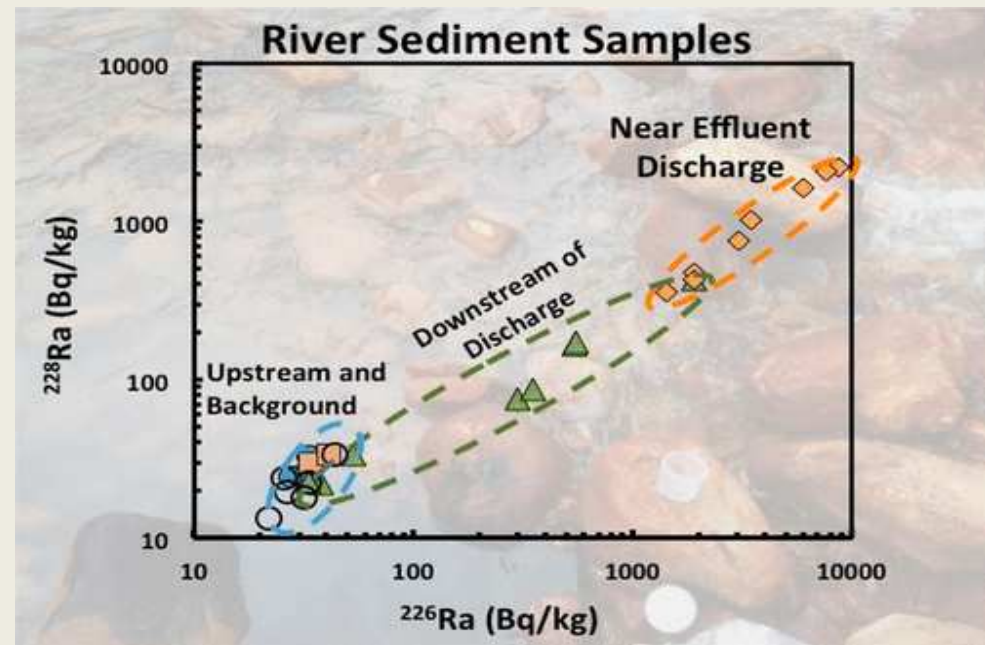 River Sediment Samples
10000
1000
100
10
10
100
1000
10000
²²⁸Ra (Bq/kg)
²²⁶Ra (Bq/kg)
Near Effluent
Discharge
Downstream of
Discharge
Upstream and
Background